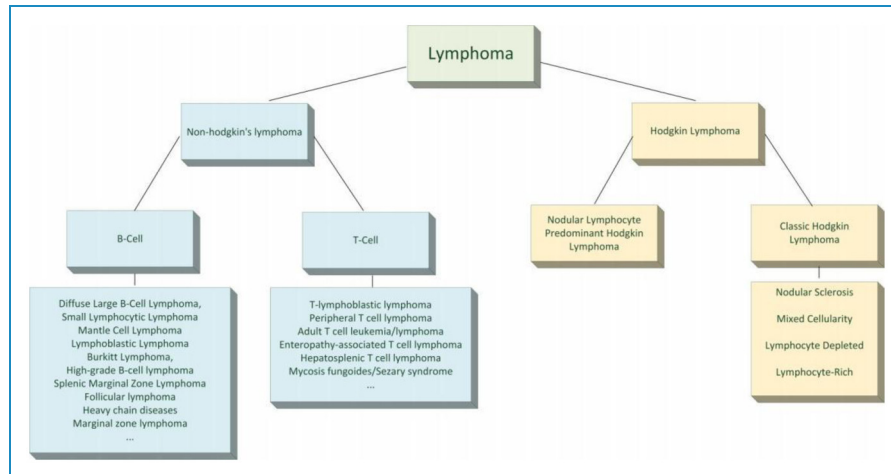 Lymphoma
Non-hodgkin's lymphoma
Hodgkin Lymphoma
B-Cell
T-Cell
Nodular Lymphocyte
Predominant Hodgkin
Lymphoma
Classic Hodgkin
Lymphoma
Diffuse Large B-Cell Lymphoma,
Small Lymphocytic Lymphoma
Mantle Cell Lymphoma
Lymphoblastic Lymphoma
Burkitt Lymphoma,
High-grade B-cell lymphoma
Splenic Marginal Zone Lymphoma
Follicular lymphoma
Heavy chain diseases
Marginal zone lymphoma
...
T-lymphoblastic lymphoma
Peripheral T cell lymphoma
Adult T cell leukemia/lymphoma
Enteropathy-associated T cell lymphoma
Hepatosplenic T cell lymphoma
Mycosis fungoides/Sezary syndrome
...
Nodular Sclerosis
Mixed Cellularity
Lymphocyte Depleted
Lymphocyte-Rich